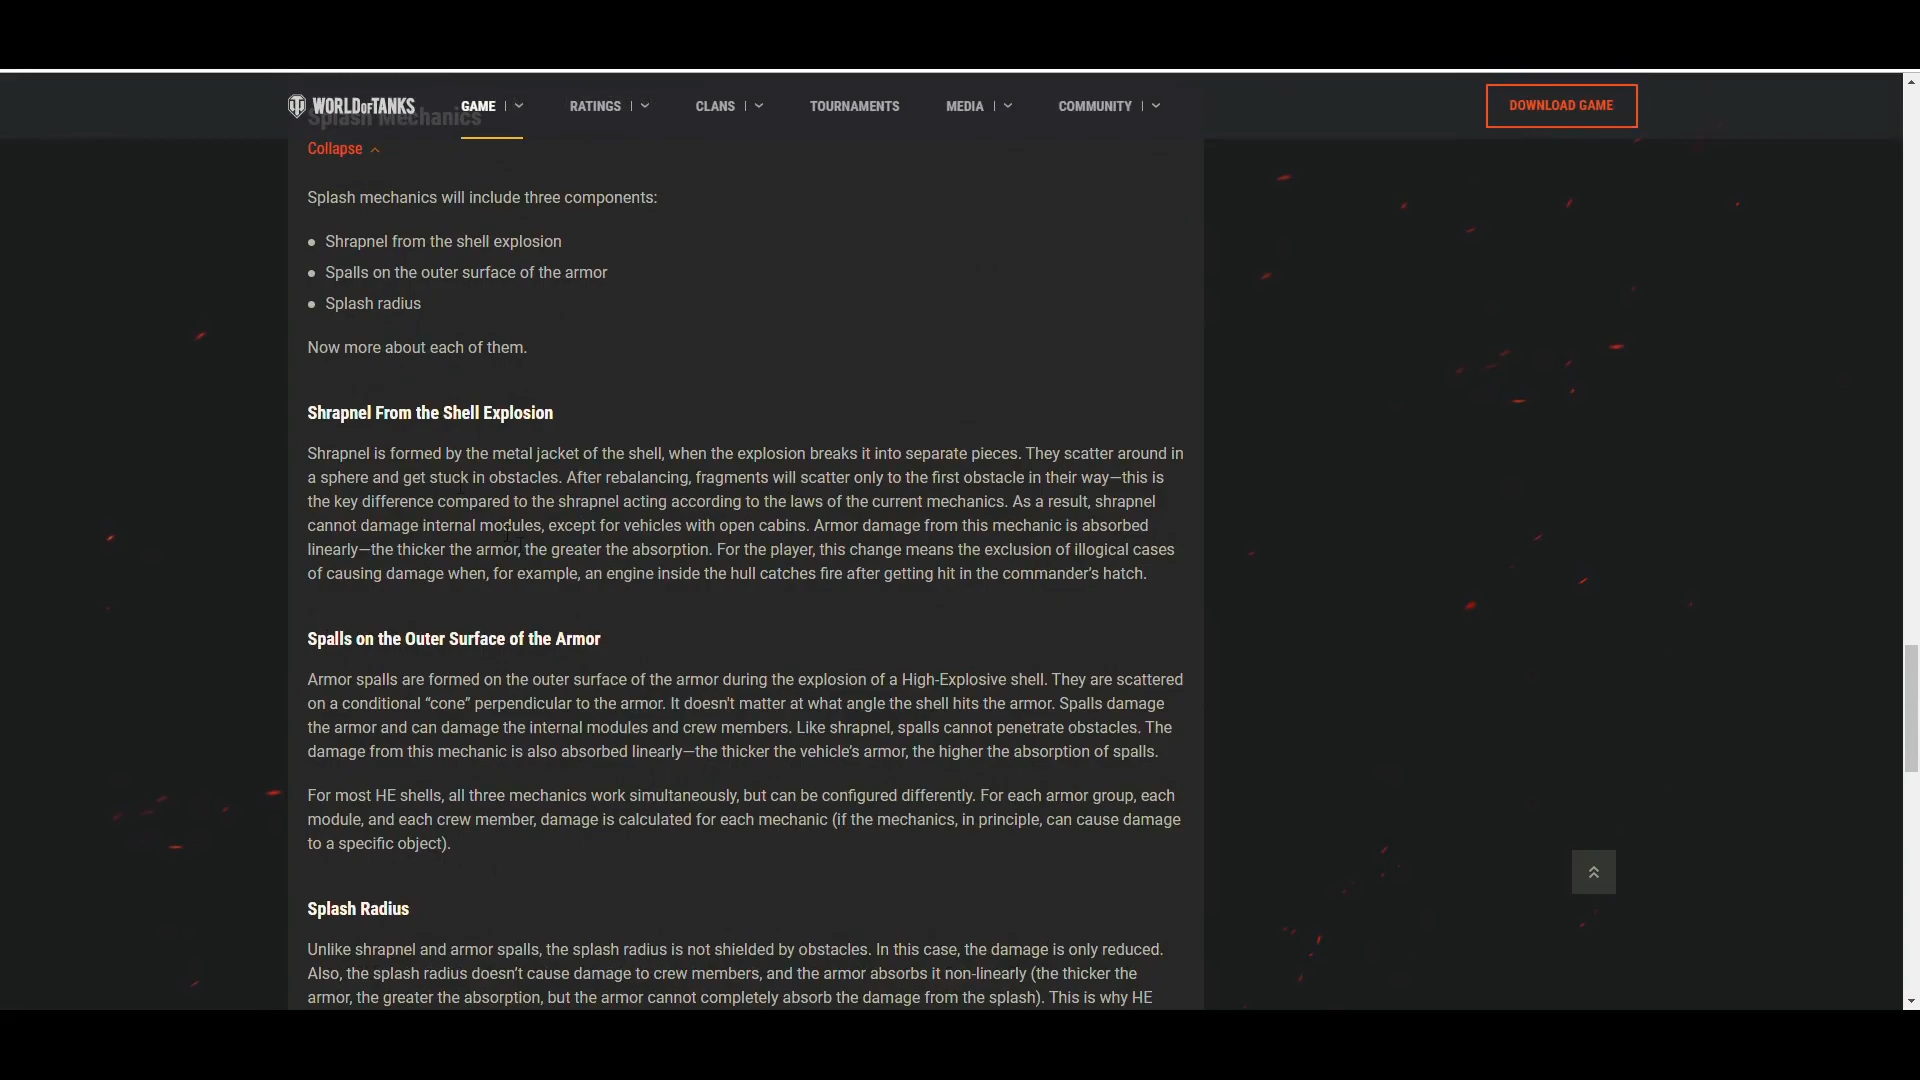 WORLD OF TANKS GAME RATINGS CLANS TOURNAMENTS MEDIA COMMUNITY DOWNLOAD GAME
Splash Mechanics
Collapse
Splash mechanics will include three components:
Shrapnel from the shell explosion
Spalls on the outer surface of the armor
Splash radius
Now more about each of them.
Shrapnel From the Shell Explosion
Shrapnel is formed by the metal jacket of the shell, when the explosion breaks it into separate pieces. They scatter around in
a sphere and get stuck in obstacles. After rebalancing, fragments will scatter only to the first obstacle in their way—this is
the key difference compared to the shrapnel acting according to the laws of the current mechanics. As a result, shrapnel
cannot damage internal modules, except for vehicles with open cabins. Armor damage from this mechanic is absorbed
linearly—the thicker the armor, the greater the absorption. For the player, this change means the exclusion of illogical cases
of causing damage when, for example, an engine inside the hull catches fire after getting hit in the commander's hatch.
Spalls on the Outer Surface of the Armor
Armor spalls are formed on the outer surface of the armor during the explosion of a High-Explosive shell. They are scattered
on a conditional “cone” perpendicular to the armor. It doesn't matter at what angle the shell hits the armor. Spalls damage
the armor and can damage the internal modules and crew members. Like shrapnel, spalls cannot penetrate obstacles. The
damage from this mechanic is also absorbed linearly—the thicker the vehicle’s armor, the higher the absorption of spalls.
For most HE shells, all three mechanics work simultaneously, but can be configured differently. For each armor group, each
module, and each crew member, damage is calculated for each mechanic (if the mechanics, in principle, can cause damage
to a specific object).
Splash Radius
Unlike shrapnel and armor spalls, the splash radius is not shielded by obstacles. In this case, the damage is only reduced.
Also, the splash radius doesn’t cause damage to crew members, and the armor absorbs it non-linearly (the thicker the
armor, the greater the absorption, but the armor cannot completely absorb the damage from the splash). This is why HE